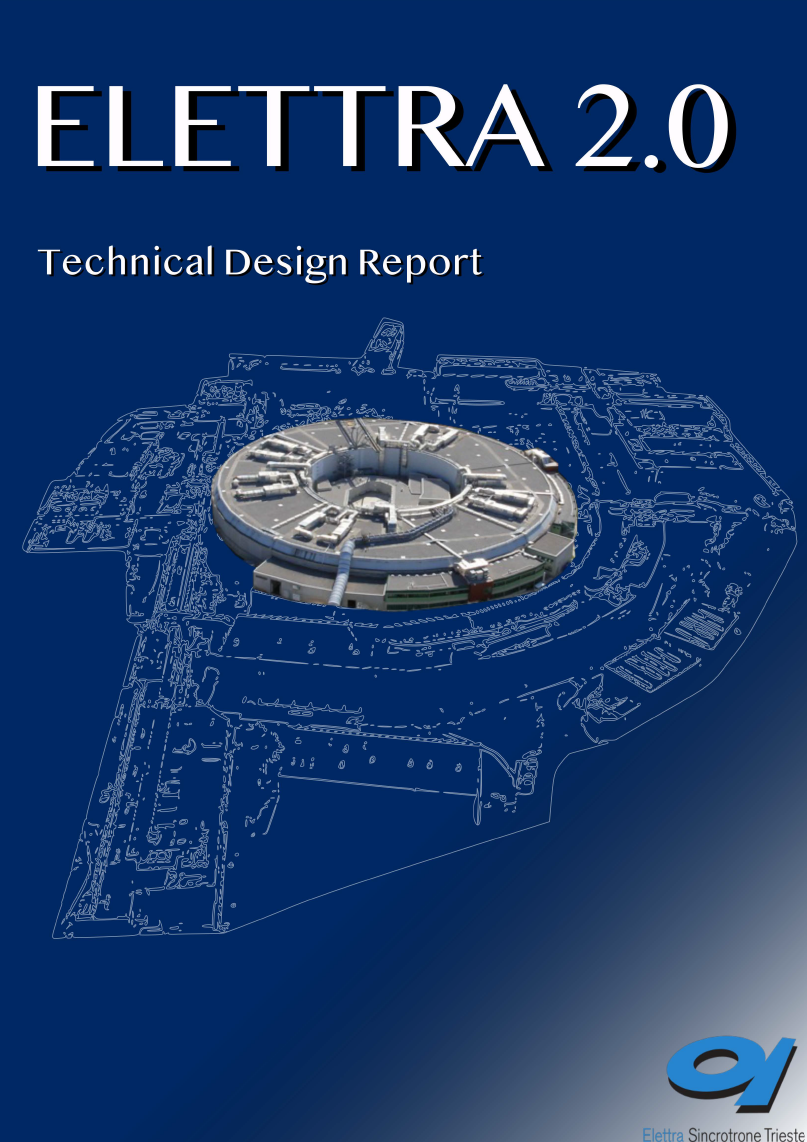 ELETTRA 2.0
Technical Design Report
Elettra Sincrotrone Trieste